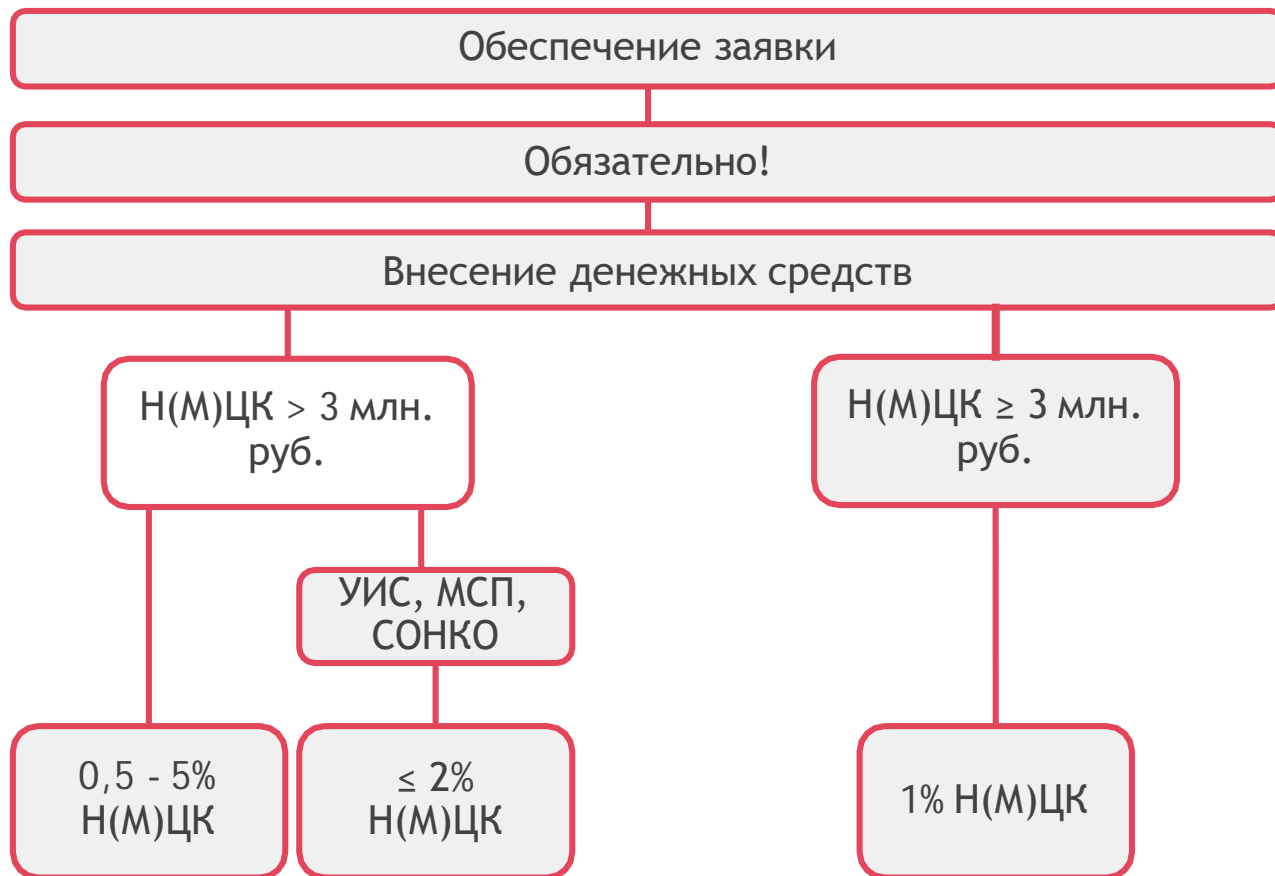 Обеспечение заявки
Обязательно!
Внесение денежных средств
Н(М)ЦК > 3 млн.
руб.
Н(М)ЦК ≥ 3 млн.
руб.
УИС, МСП,
СОНКО
0,5 - 5%
Н(М)ЦК
≤ 2%
Н(М)ЦК
1% Н(М)ЦК